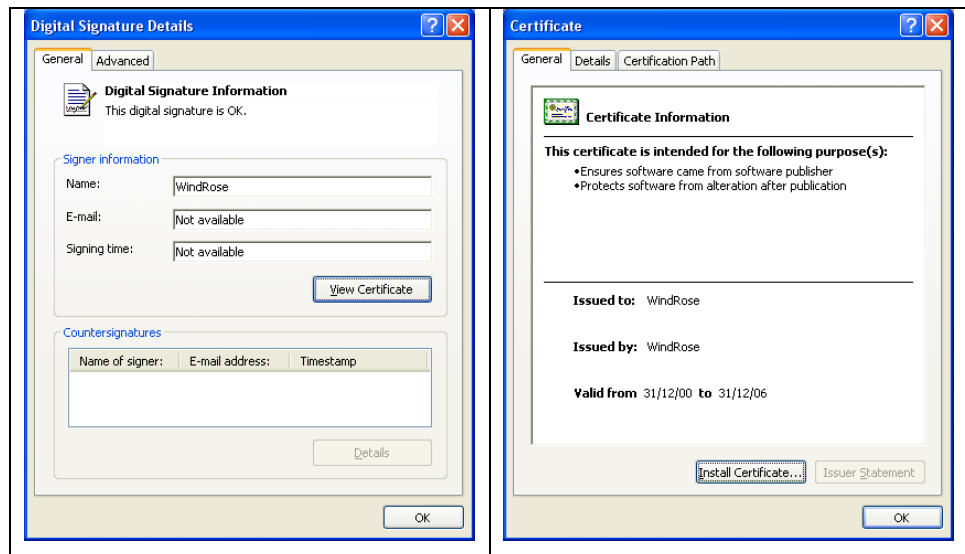 Digital Signature Details
General Advanced
Digital Signature Information
This digital signature is OK.
Signer information
Name: WindRose
E-mail: Not available
Signing time: Not available
View Certificate
Countersignatures
Name of signer: E-mail address: Timestamp
Details
OK
Certificate
General Details Certification Path
Certificate Information
This certificate is intended for the following purpose(s):
•Ensures software came from software publisher
•Protects software from alteration after publication
Issued to: WindRose
Issued by: WindRose
Valid from 31/12/00 to 31/12/06
Install Certificate... Issuer Statement
OK